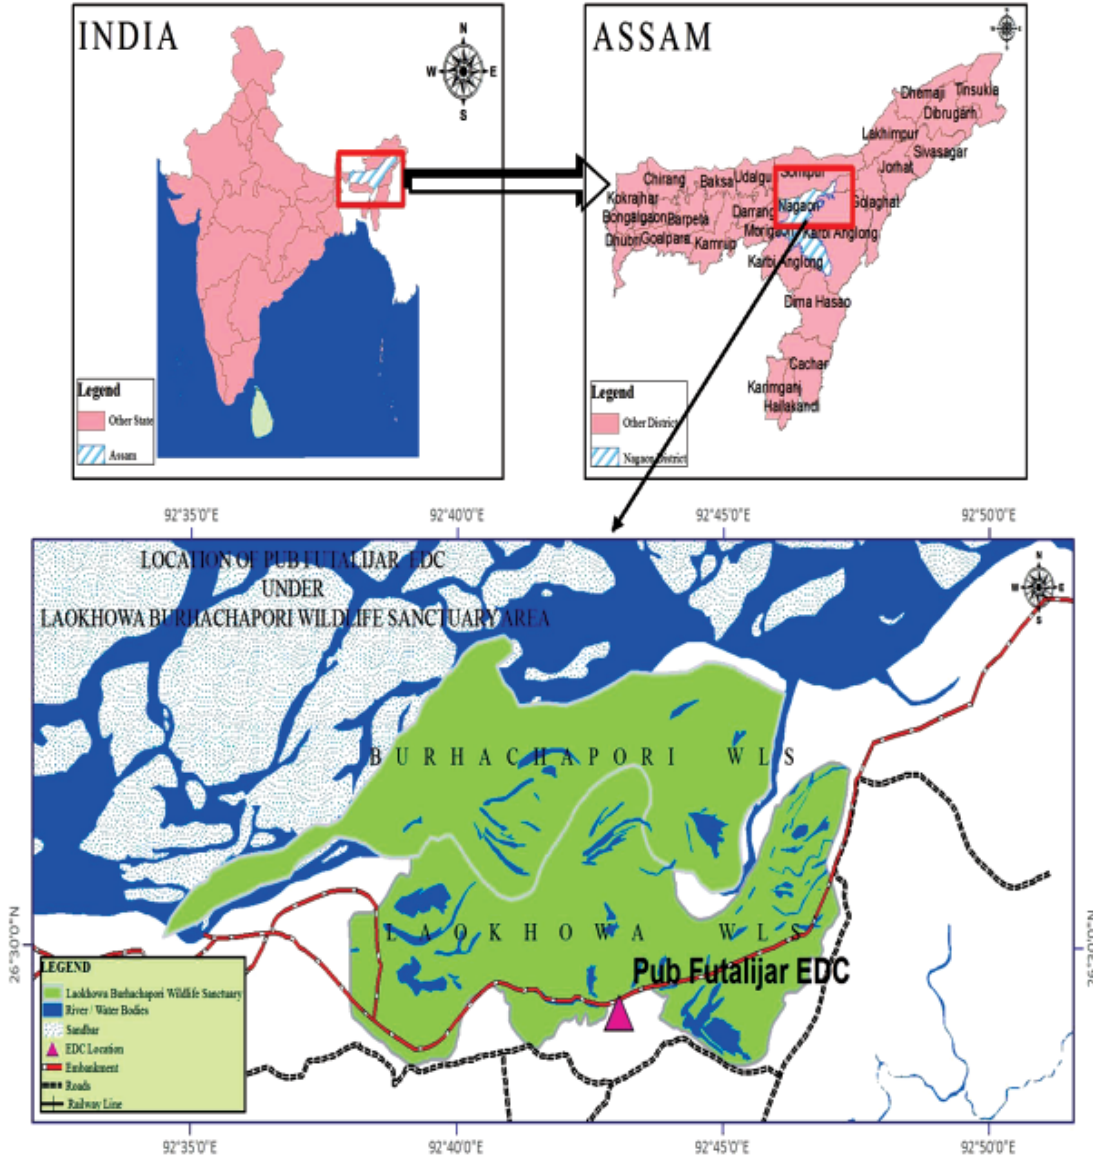 INDIA
N
W
E
S
Legend
Other State
Assam
ASSAM
Dhemaji
Tinsukia
Dibrugarh
Lakhimpur
Sivasagar
Jorhat
Sonitpur
Chirang
Baksa
Udalgu
Kokrajhar
Nagaon
Golaghat
Bongaigaon
Barpeta
Darrang
Dhubri
Goalpara
Kamrup
Morigaon
Karbi Anglong
Karbi Anglong
Dima Hasao
Cachar
Karimganj
Hailakandi
Legend
Other District
Nagaon District
92°35'0"E
92°40'0"E
92°45'0"E
92°50'0"E
LOCATION OF PUB FUTALIJAR EDC
UNDER
LAOKHOWA BURHACHAPORI WILDLIFE SANCTUARY AREA
N
W
E
S
BURHACHAPORI WLS
LAOKHOWA WLS
Pub Futalijar EDC
26°30'0"N
LEGEND
Laokhowa Burhachapori Wildlife Sanctuary
River / Water Bodies
Sandbar
EDC Location
Embankment
Roads
Railway Line
92°35'0"E
92°40'0"E
92°45'0"E
92°50'0"E